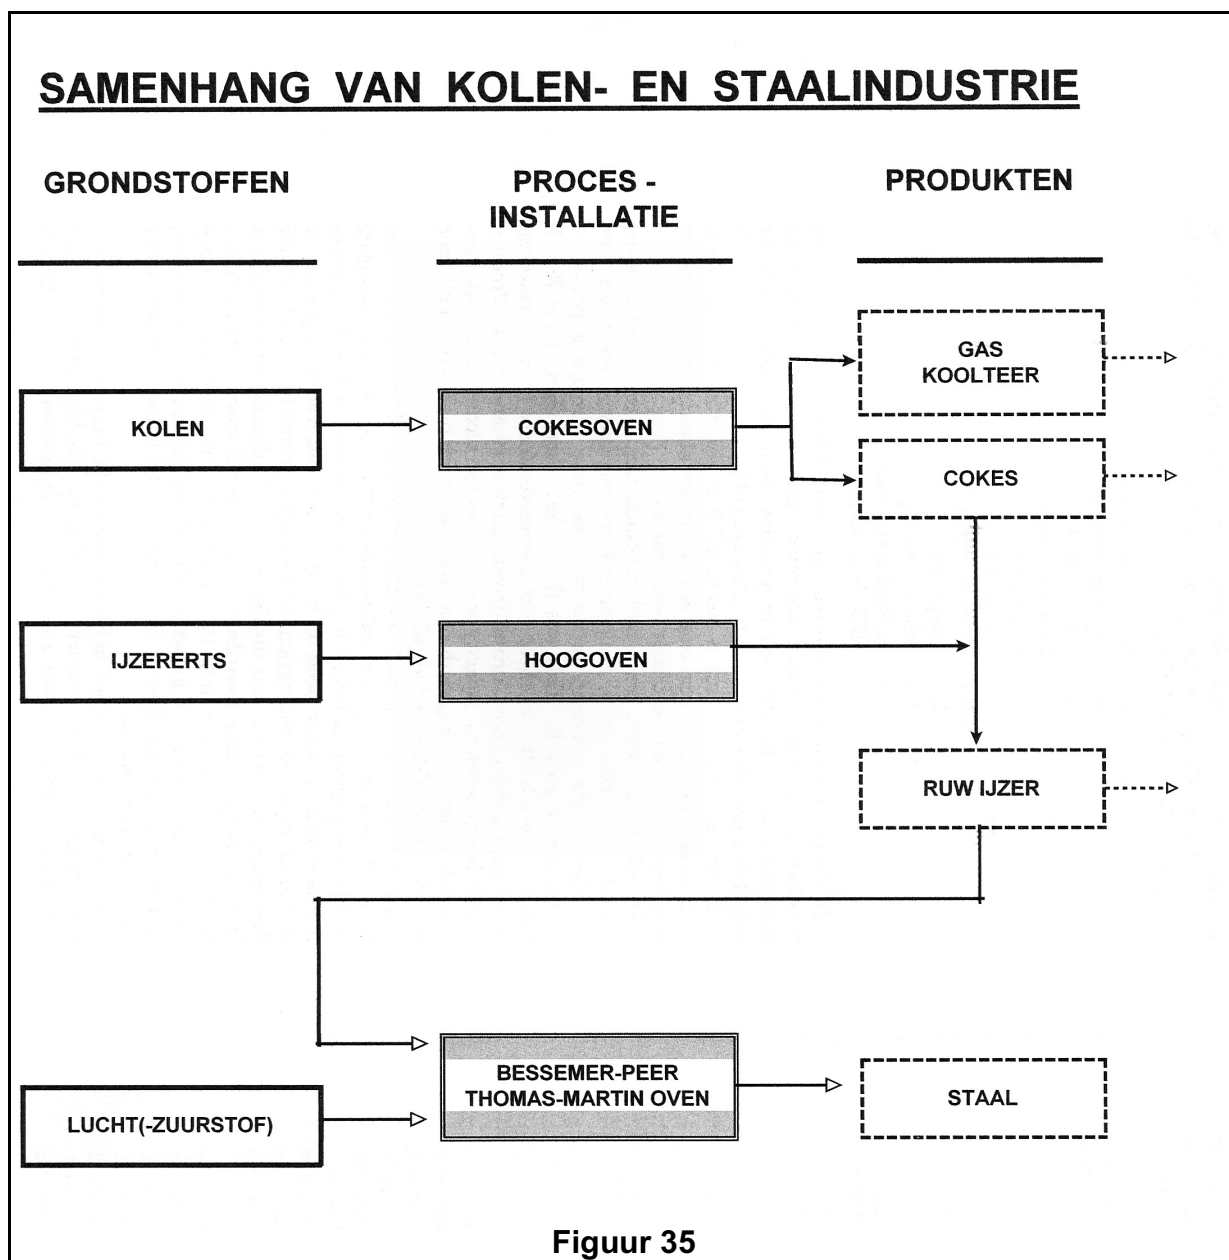 SAMENHANG VAN KOLEN- EN STAALINDUSTRIE
GRONDSTOFFEN
PROCES -
INSTALLATIE
PRODUKTEN
KOLEN
COKESOVEN
GAS
KOOLTEER
COKES
IJZERERTS
HOOGOVEN
RUW IJZER
LUCHT(-ZUURSTOF)
BESSEMER-PEER
THOMAS-MARTIN OVEN
STAAL
Figuur 35